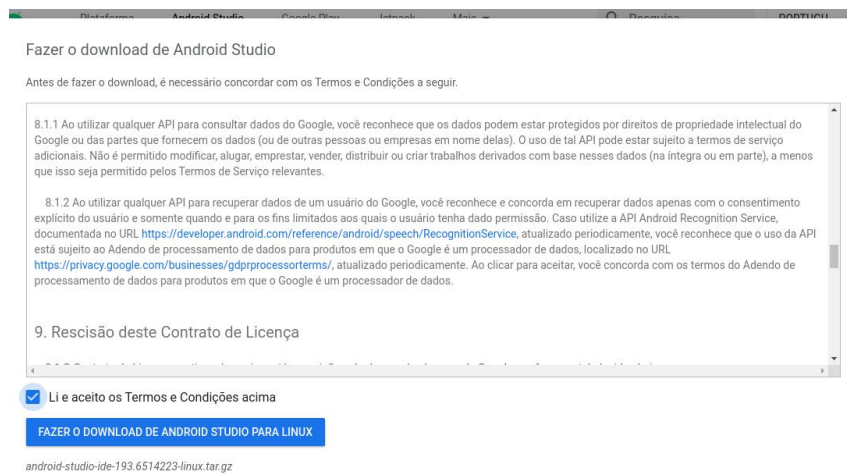 Plataforma Android Studio Google Play Jetpack Mais Pesquisa
Fazer o download de Android Studio
Antes de fazer o download, é necessário concordar com os Termos e Condições a seguir.
8.1.1 Ao utilizar qualquer API para consultar dados do Google, você reconhece que os dados podem estar protegidos por direitos de propriedade intelectual do
Google ou das partes que fornecem os dados (ou de outras pessoas ou empresas em nome delas). O uso de tal API pode estar sujeito a termos de serviço
adicionais. Não é permitido modificar, alugar, emprestar, vender, distribuir ou criar trabalhos derivados com base nesses dados (na íntegra ou em parte), a menos
que isso seja permitido pelos Termos de Serviço relevantes.
8.1.2 Ao utilizar qualquer API para recuperar dados de um usuário do Google, você reconhece e concorda em recuperar dados apenas com o consentimento
explícito do usuário e somente quando e para os fins limitados aos quais o usuário tenha dado permissão. Caso utilize a API Android Recognition Service,
documentada no URL https://developer.android.com/reference/android/speech/RecognitionService, atualizado periodicamente, você reconhece que o uso da API
está sujeito ao Adendo de processamento de dados para produtos em que o Google é um processador de dados, localizado no URL
https://privacy.google.com/businesses/gdprprocessorterms/, atualizado periodicamente. Ao clicar para aceitar, você concorda com os termos do Adendo de
processamento de dados para produtos em que o Google é um processador de dados.
9. Rescisão deste Contrato de Licença
Li e aceito os Termos e Condições acima
FAZER O DOWNLOAD DE ANDROID STUDIO PARA LINUX
android-studio-ide-193.6514223-linux.tar.gz